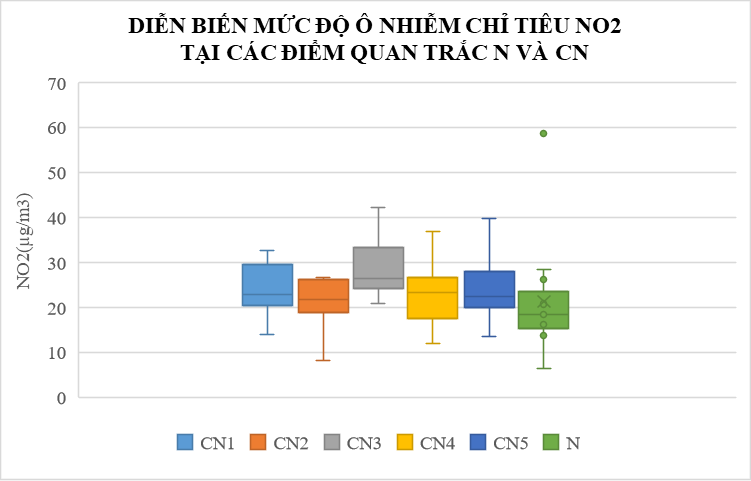 DIỄN BIẾN MỨC ĐỘ Ô NHIỄM CHỈ TIÊU NO2
TẠI CÁC ĐIỂM QUAN TRẮC N VÀ CN
70
60
50
40
30
20
10
0
NO2(µg/m3)
CN1 CN2 CN3 CN4 CN5 N